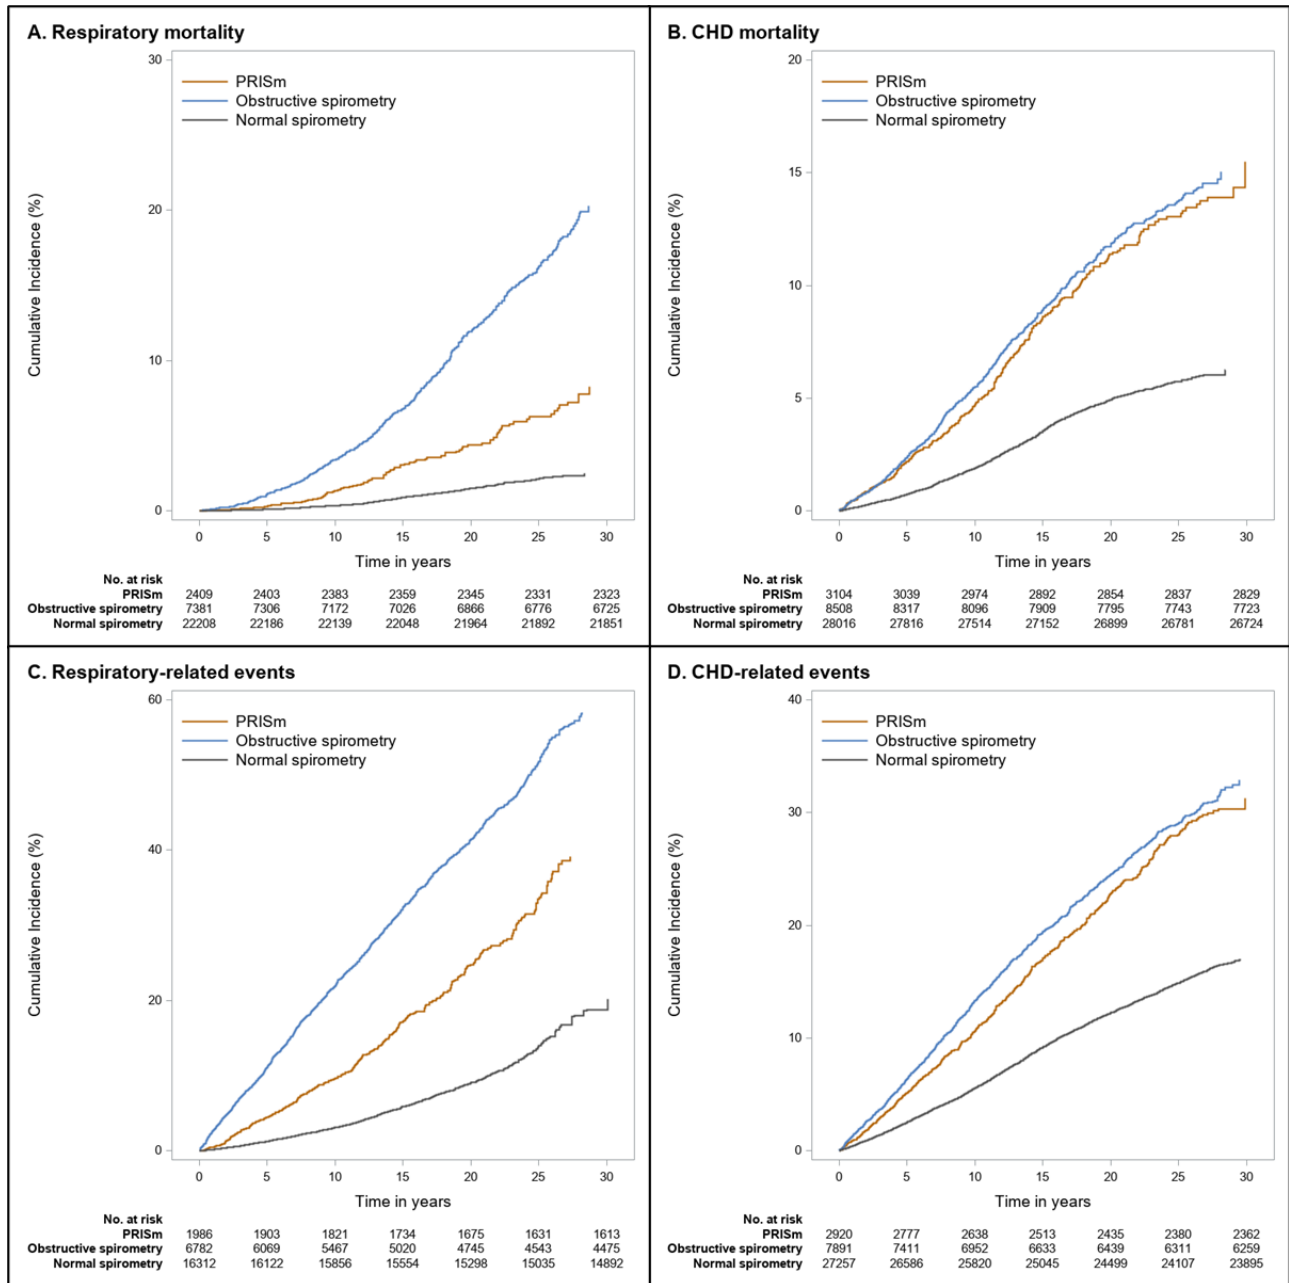 A. Respiratory mortality
30
20
10
0
Cumulative Incidence (%)
PRISm
Obstructive spirometry
Normal spirometry
0 5 10 15 20 25 30
Time in years
No. at risk
PRISm 2409 2403 2383 2359 2345 2331 2323
Obstructive spirometry 7381 7306 7172 7026 6866 6776 6725
Normal spirometry 22208 22186 22139 22048 21964 21892 21851
B. CHD mortality
20
15
10
5
0
Cumulative Incidence (%)
PRISm
Obstructive spirometry
Normal spirometry
0 5 10 15 20 25 30
Time in years
No. at risk
PRISm 3104 3039 2974 2892 2854 2837 2829
Obstructive spirometry 8508 8317 8096 7909 7795 7743 7723
Normal spirometry 28016 27816 27514 27152 26899 26781 26724
C. Respiratory-related events
60
40
20
0
Cumulative Incidence (%)
PRISm
Obstructive spirometry
Normal spirometry
0 5 10 15 20 25 30
Time in years
No. at risk
PRISm 1986 1903 1821 1734 1675 1631 1613
Obstructive spirometry 6782 6069 5467 5020 4745 4543 4475
Normal spirometry 16312 16122 15856 15554 15298 15035 14892
D. CHD-related events
40
30
20
10
0
Cumulative Incidence (%)
PRISm
Obstructive spirometry
Normal spirometry
0 5 10 15 20 25 30
Time in years
No. at risk
PRISm 2920 2777 2638 2513 2435 2380 2362
Obstructive spirometry 7891 7411 6952 6633 6439 6311 6259
Normal spirometry 27257 26586 25820 25045 24499 24107 23895